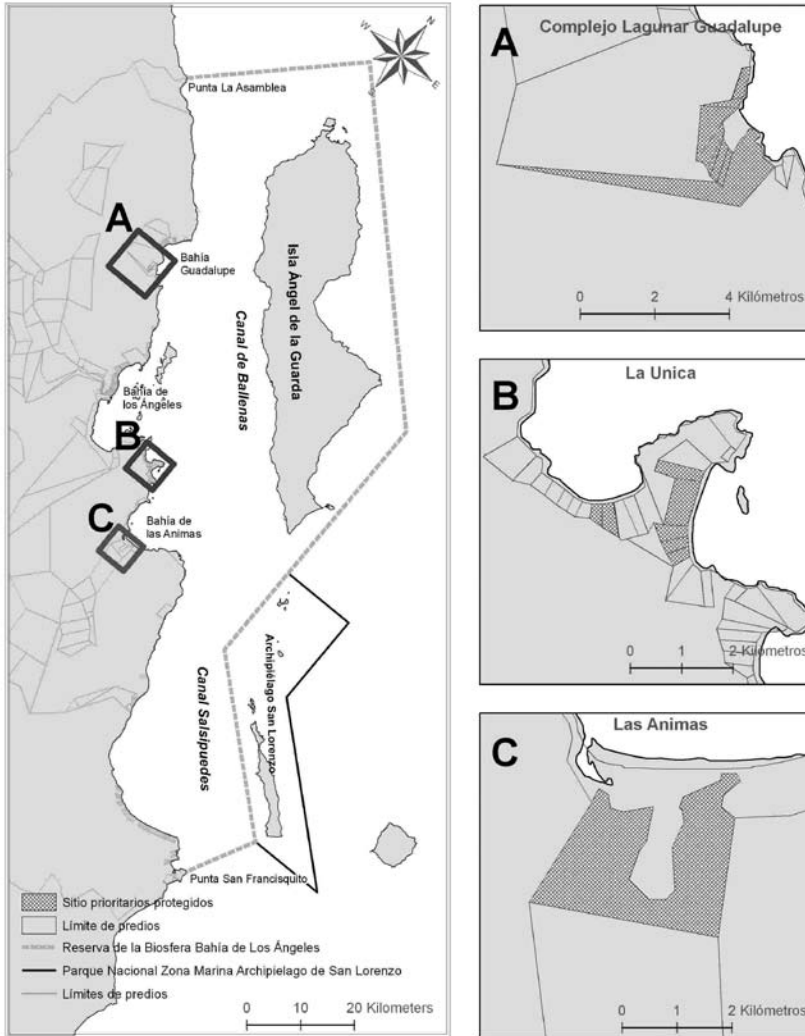 N
W
E
S
Punta La Asamblea
A
Bahía
Guadalupe
Isla Ángel de la Guarda
Canal de Ballenas
Bahía de
los Ángeles
B
C
Bahía de
las Animas
Archipiélago San Lorenzo
Canal Salsipuedes
Punta San Francisquito
Sitio prioritarios protegidos
Límite de predios
Reserva de la Biosfera Bahía de Los Ángeles
Parque Nacional Zona Marina Archipielago de San Lorenzo
Límites de predios
0 10 20 Kilometers
A
Complejo Lagunar Guadalupe
0 2 4 Kilómetros
B
La Unica
0 1 2 Kilómetros
C
Las Animas
0 1 2 Kilómetros